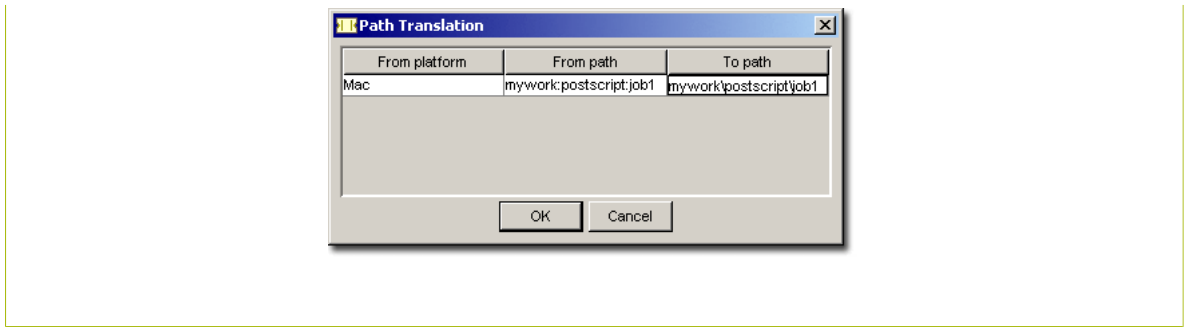 Path Translation
From platform From path To path
Mac mywork:postscript:job1 mywork\postscript\job1
OK Cancel